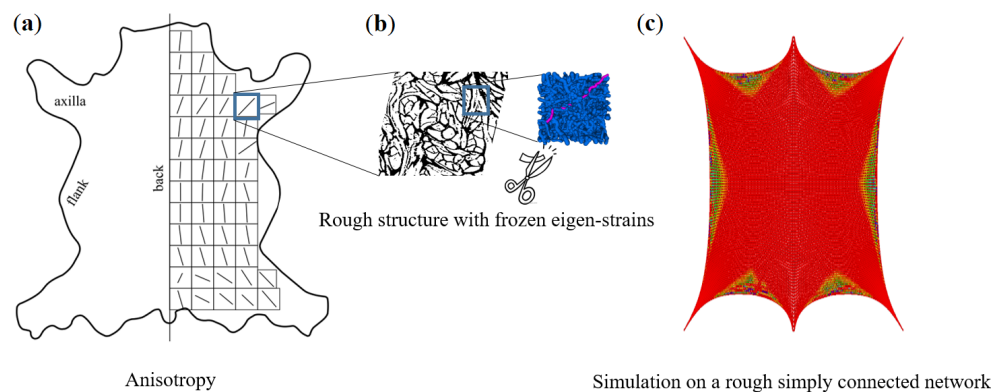 (a)
(b)
(c)
axilla
flank
back
Rough structure with frozen eigen-strains
Anisotropy
Simulation on a rough simply connected network